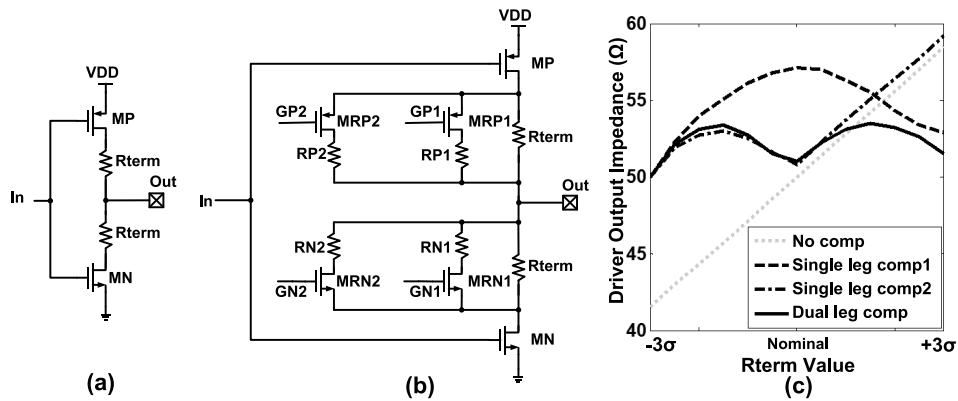 VDD
MP
Rterm
In
Out
Rterm
MN
(a)
VDD
MP
GP2
MRP2
GP1
MRP1
RP2
RP1
Rterm
In
Out
RN2
RN1
Rterm
GN2
MRN2
GN1
MRN1
MN
(b)
Driver Output Impedance (Ω)
60
55
50
45
40
No comp
Single leg comp1
Single leg comp2
Dual leg comp
-3σ
Nominal
+3σ
Rterm Value
(c)